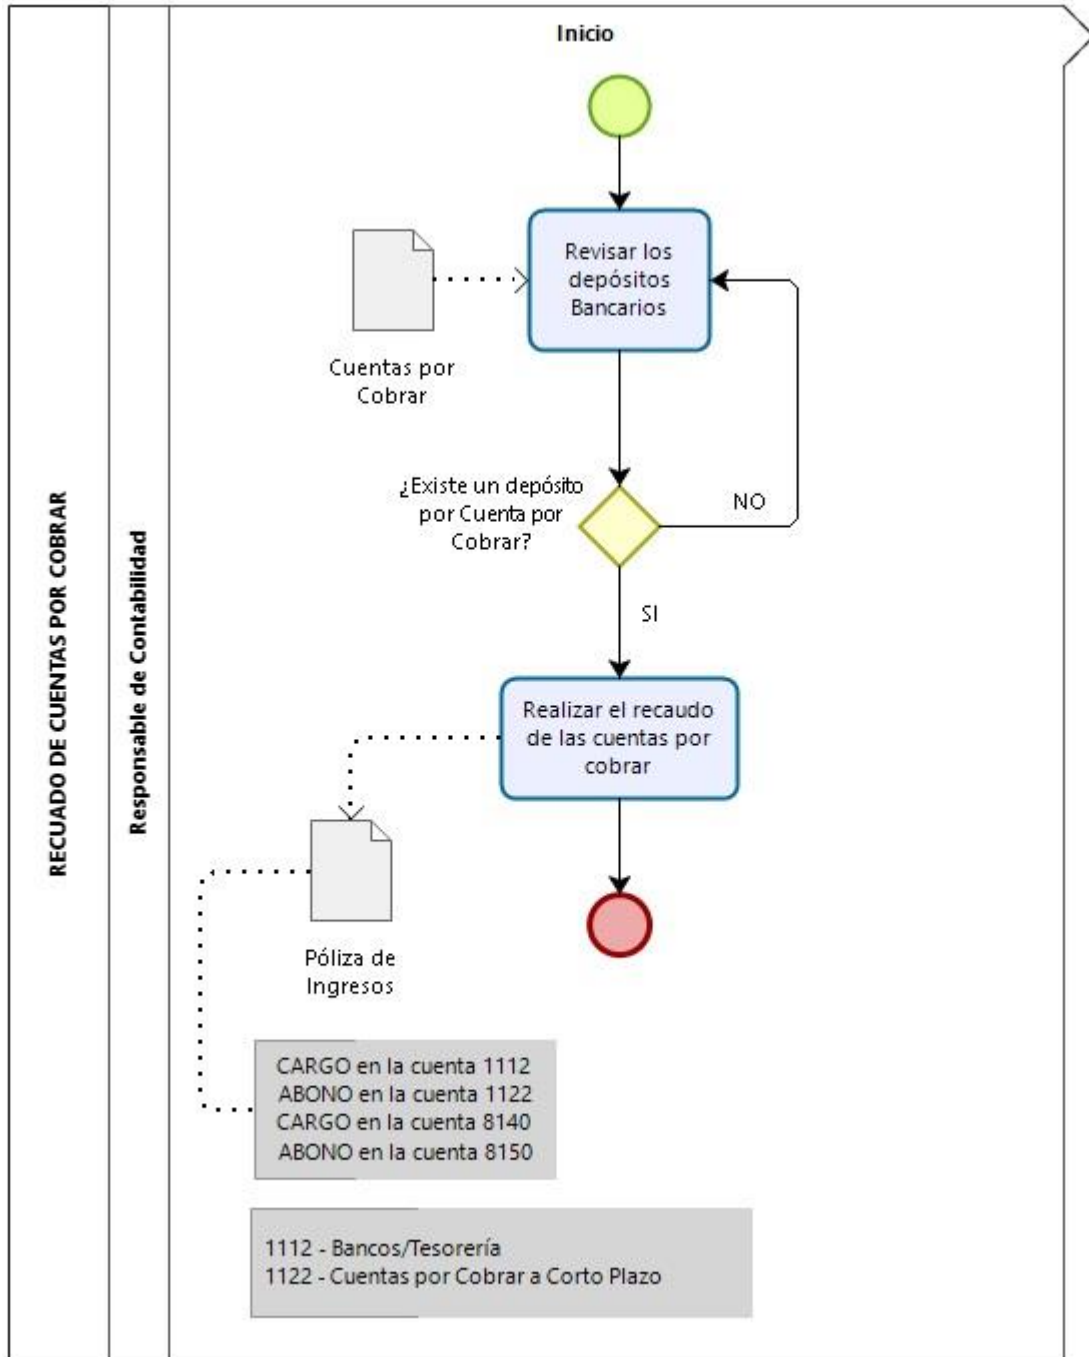 RECUADO DE CUENTAS POR COBRAR
Responsable de Contabilidad
Inicio
Revisar los
depósitos
Bancarios
Cuentas por
Cobrar
¿Existe un depósito
por Cuenta por
Cobrar?
NO
SI
Realizar el recaudo
de las cuentas por
cobrar
Póliza de
Ingresos
CARGO en la cuenta 1112
ABONO en la cuenta 1122
CARGO en la cuenta 8140
ABONO en la cuenta 8150
1112 - Bancos/Tesorería
1122 - Cuentas por Cobrar a Corto Plazo